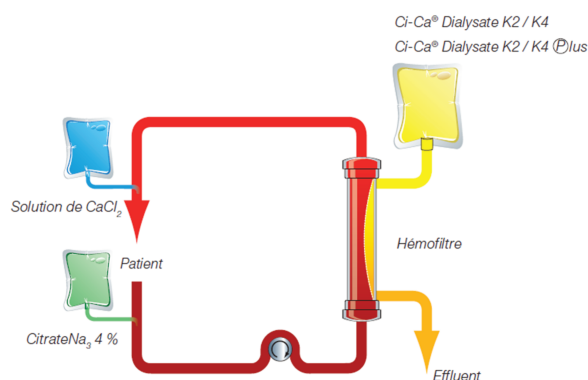 Ci-Ca® Dialysate K2 / K4
Ci-Ca® Dialysate K2 / K4 Ⓟlus
Solution de CaCl₂
Patient
Hémofiltre
CitrateNa₃ 4 %
Effluent